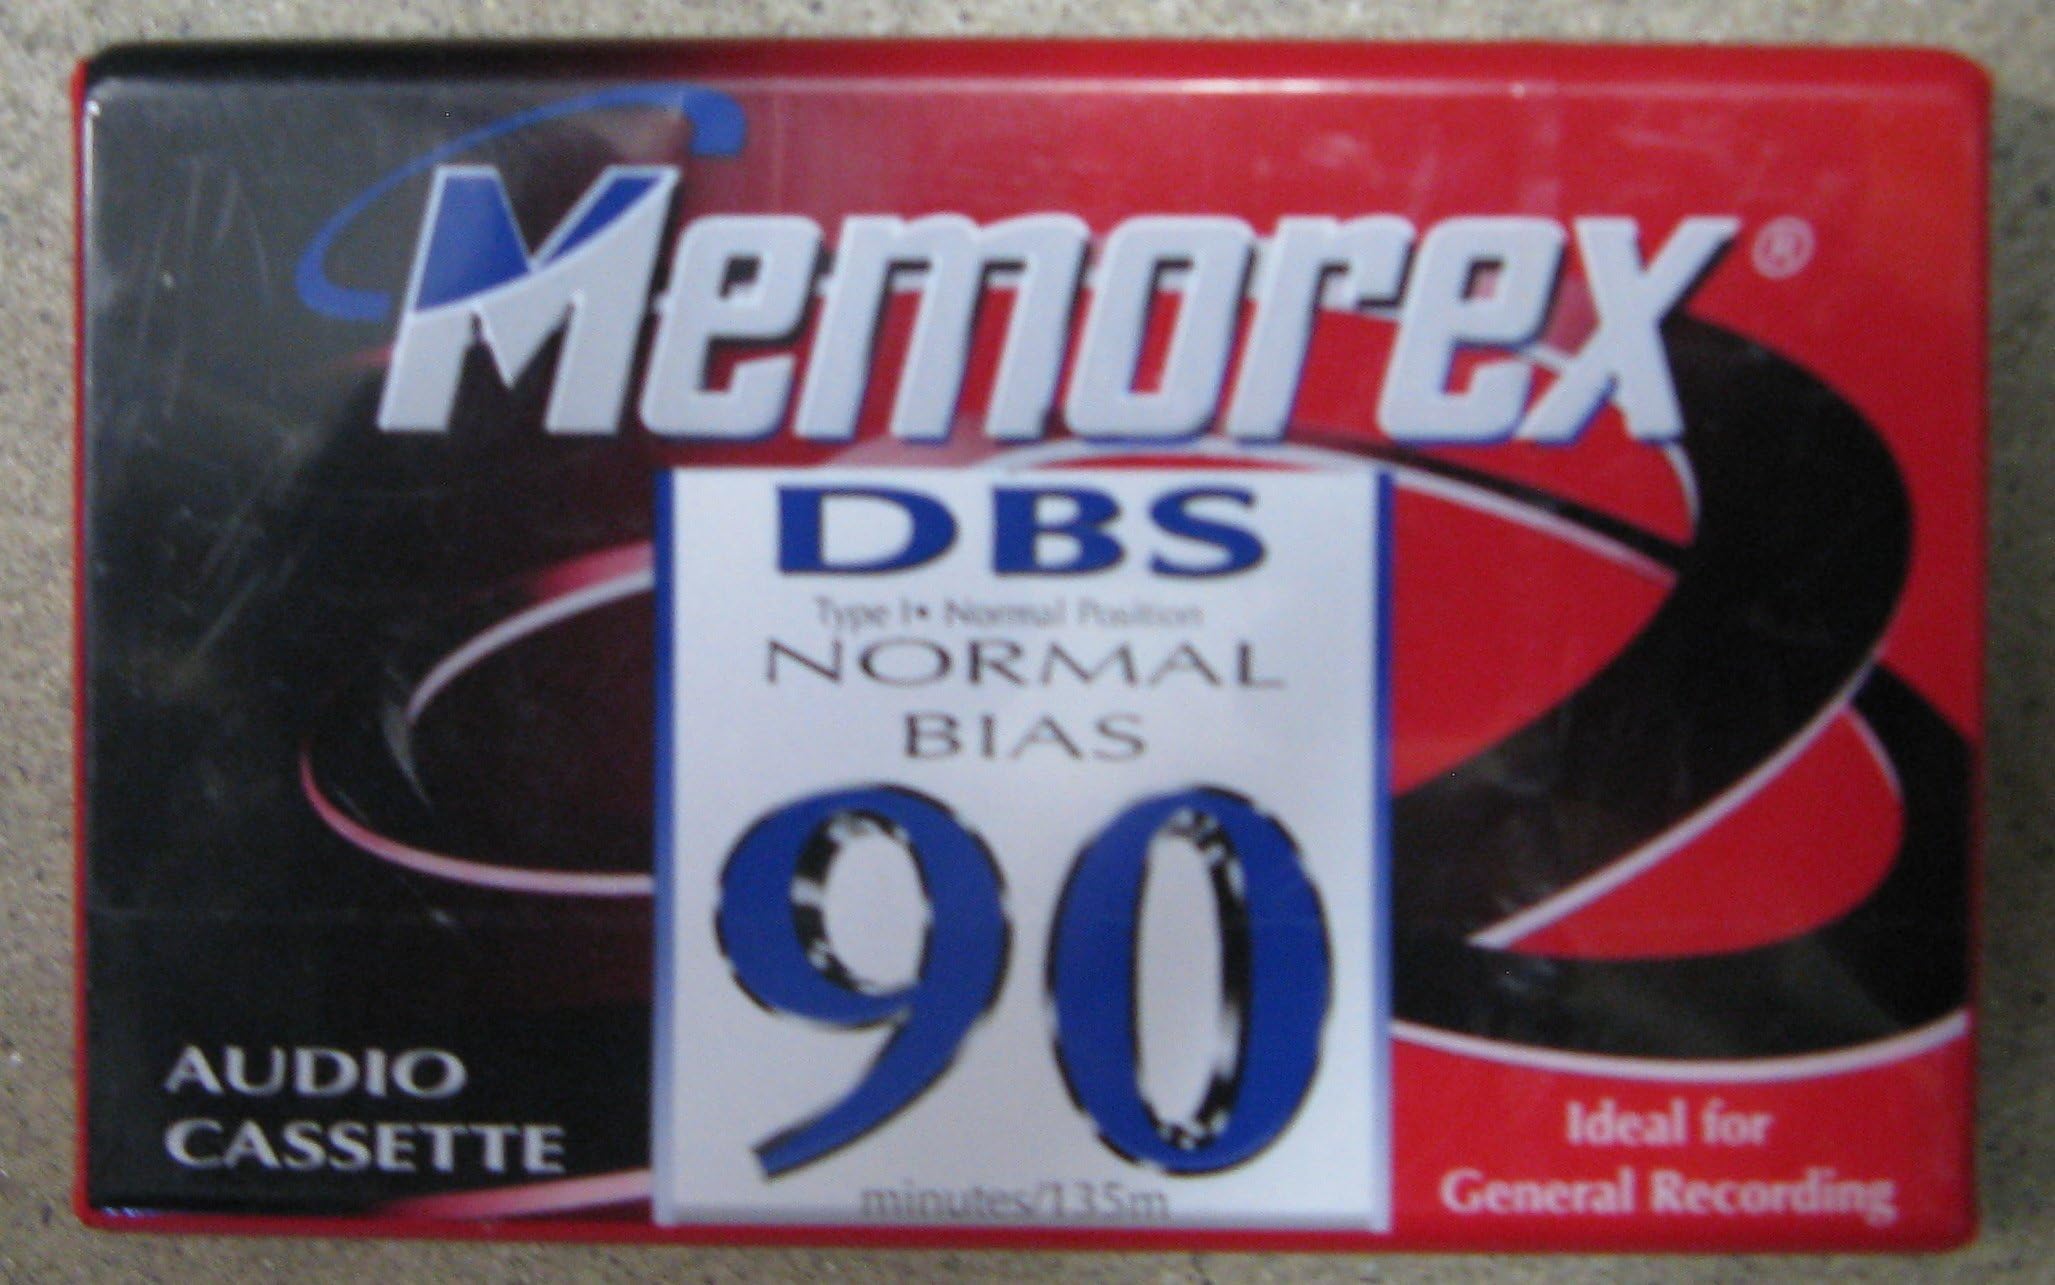 Memorex®
DBS
Type I• Normal Position
NORMAL
BIAS
90
minutes/135m
AUDIO
CASSETTE
Ideal for
General Recording